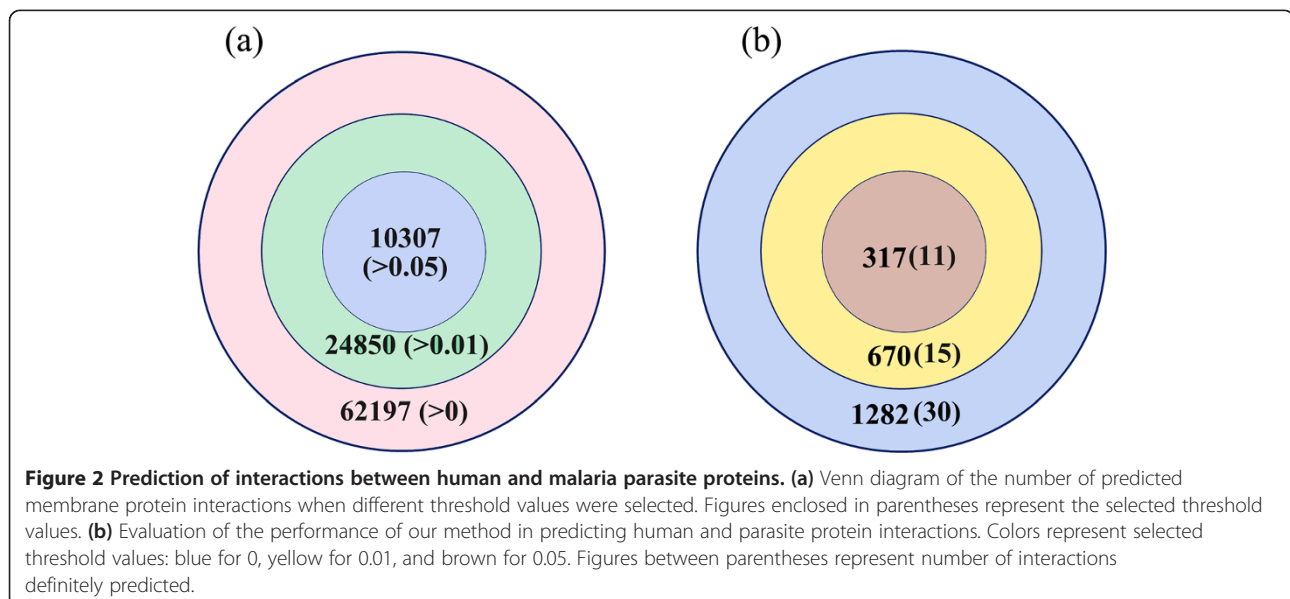 (a)
(b)
10307
(>0.05)
24850 (>0.01)
62197 (>0)
317(11)
670(15)
1282(30)
Figure 2 Prediction of interactions between human and malaria parasite proteins. (a) Venn diagram of the number of predicted
membrane protein interactions when different threshold values were selected. Figures enclosed in parentheses represent the selected threshold
values. (b) Evaluation of the performance of our method in predicting human and parasite protein interactions. Colors represent selected
threshold values: blue for 0, yellow for 0.01, and brown for 0.05. Figures between parentheses represent number of interactions
definitely predicted.